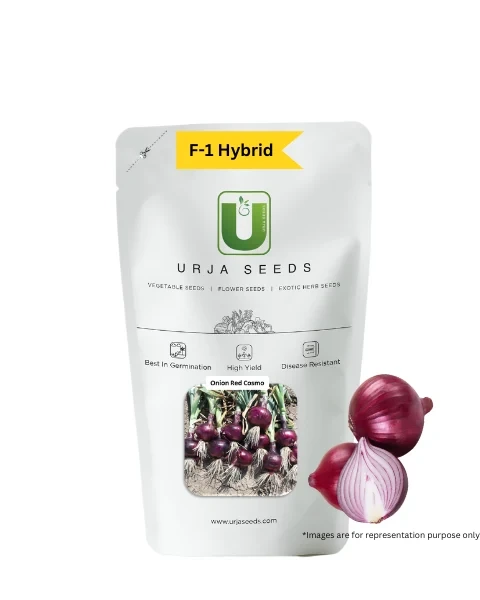 F-1 Hybrid
URJA SEEDS
VEGETABLE SEEDS | FLOWER SEEDS | EXOTIC HERB SEEDS
Best In Germination
High Yield
Disease Resistant
Onion Red Cosmo
www.urjaseeds.com
*Images are for representation purpose only